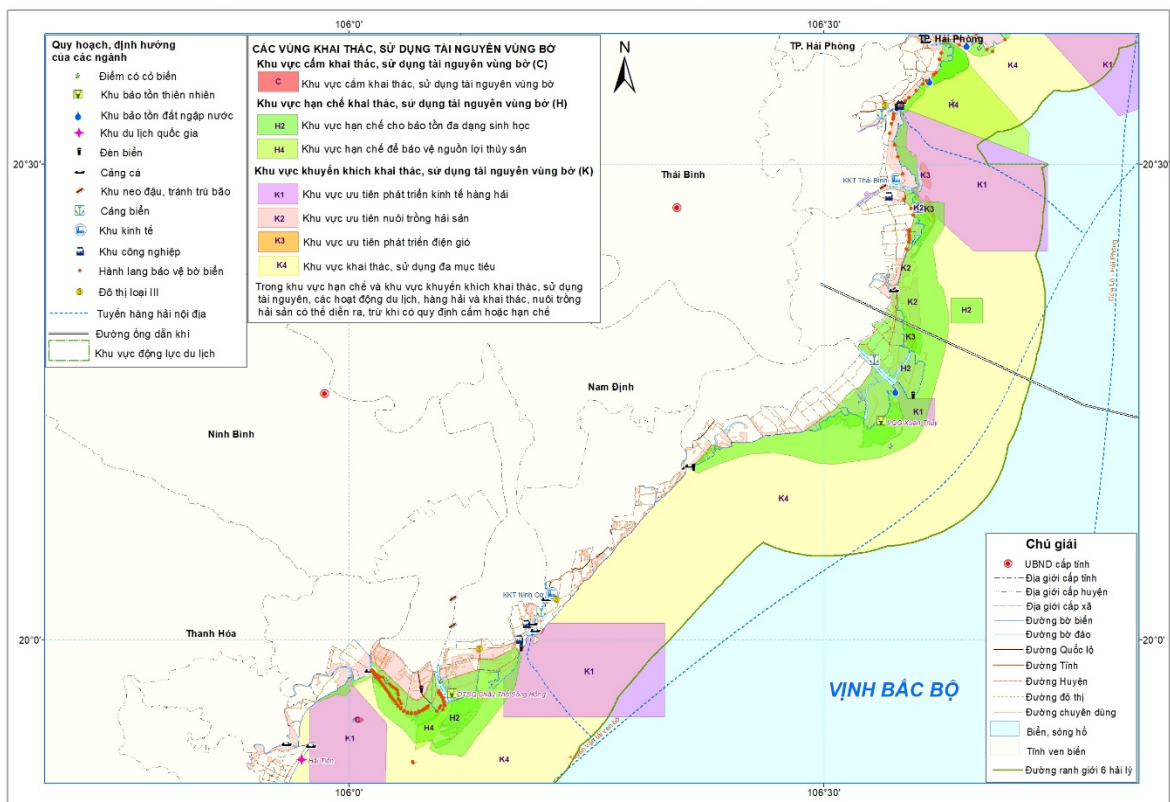 106°0'
106°30'
Quy hoạch, định hướng
của các ngành
Điểm có cỏ biển
Khu bảo tồn thiên nhiên
Khu bảo tồn đất ngập nước
Khu du lịch quốc gia
Đèn biển
Cảng cá
Khu neo đậu, tránh trú bão
Cảng biển
Khu kinh tế
Khu công nghiệp
Hành lang bảo vệ bờ biển
Đô thị loại III
Tuyến hàng hải nội địa
Đường ống dẫn khí
Khu vực động lực du lịch
CÁC VÙNG KHAI THÁC, SỬ DỤNG TÀI NGUYÊN VÙNG BỜ
Khu vực cấm khai thác, sử dụng tài nguyên vùng bờ (C)
C Khu vực cấm khai thác, sử dụng tài nguyên vùng bờ
Khu vực hạn chế khai thác, sử dụng tài nguyên vùng bờ (H)
H2 Khu vực hạn chế cho bảo tồn đa dạng sinh học
H4 Khu vực hạn chế để bảo vệ nguồn lợi thủy sản
Khu vực khuyến khích khai thác, sử dụng tài nguyên vùng bờ (K)
K1 Khu vực ưu tiên phát triển kinh tế hàng hải
K2 Khu vực ưu tiên nuôi trồng hải sản
K3 Khu vực ưu tiên phát triển điện gió
K4 Khu vực khai thác, sử dụng đa mục tiêu
Trong khu vực hạn chế và khu vực khuyến khích khai thác, sử dụng
tài nguyên, các hoạt động du lịch, hàng hải và khai thác, nuôi trồng
hải sản có thể diễn ra, trừ khi có quy định cấm hoặc hạn chế
N
TP. Hải Phòng
TP. Hải Phòng
K4
K1
H4
20°30'
20°30'
Thái Bình
KKT Thái Bình
K3
K1
K2
K3
K2
K2
H2
K3
H2
K1
VQG Xuân Thủy
Cửa Lò - Hải Phòng
Nam Định
Ninh Bình
K4
KKT Ninh Cơ
Thanh Hóa
20°0'
20°0'
K1
DTSQ Châu Thổ Sông Hồng
H2
H4
C
K1
K4
Hải Tiến
VỊNH BẮC BỘ
Chú giải
UBND cấp tỉnh
Địa giới cấp tỉnh
Địa giới cấp huyện
Địa giới cấp xã
Đường bờ biển
Đường bờ đảo
Đường Quốc lộ
Đường Tỉnh
Đường Huyện
Đường đô thị
Đường chuyên dùng
Biển, sông hồ
Tỉnh ven biển
Đường ranh giới 6 hải lý
106°0'
106°30'